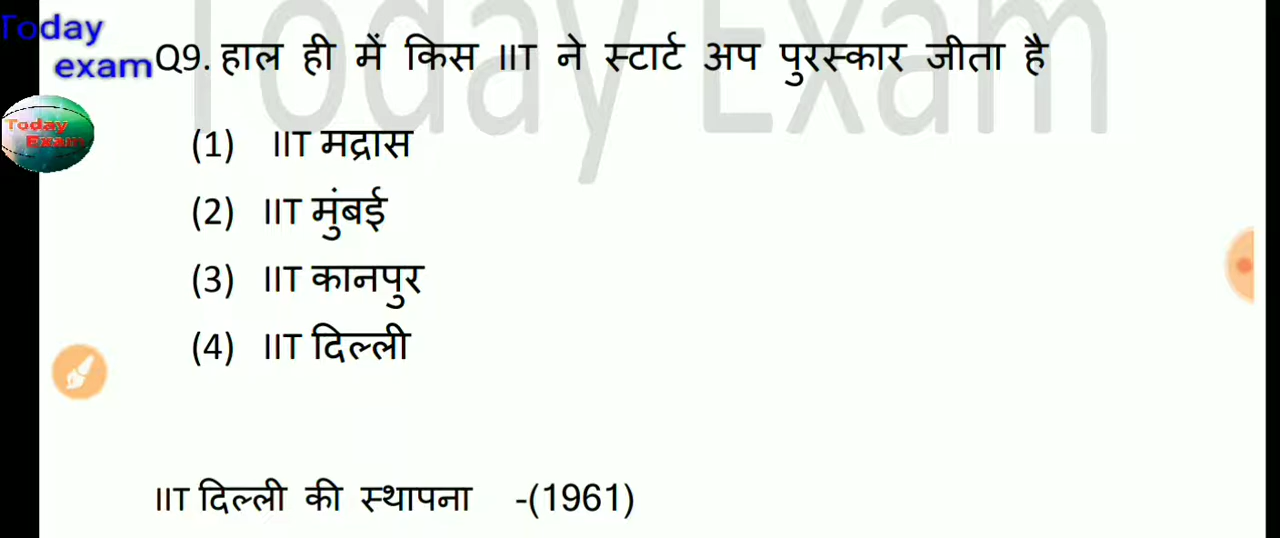 Today
exam
Today Exam
Today
Exam
Q9. हाल ही में किस IIT ने स्टार्ट अप पुरस्कार जीता है
(1) IIT मद्रास
(2) IIT मुंबई
(3) IIT कानपुर
(4) IIT दिल्ली
IIT दिल्ली की स्थापना -(1961)